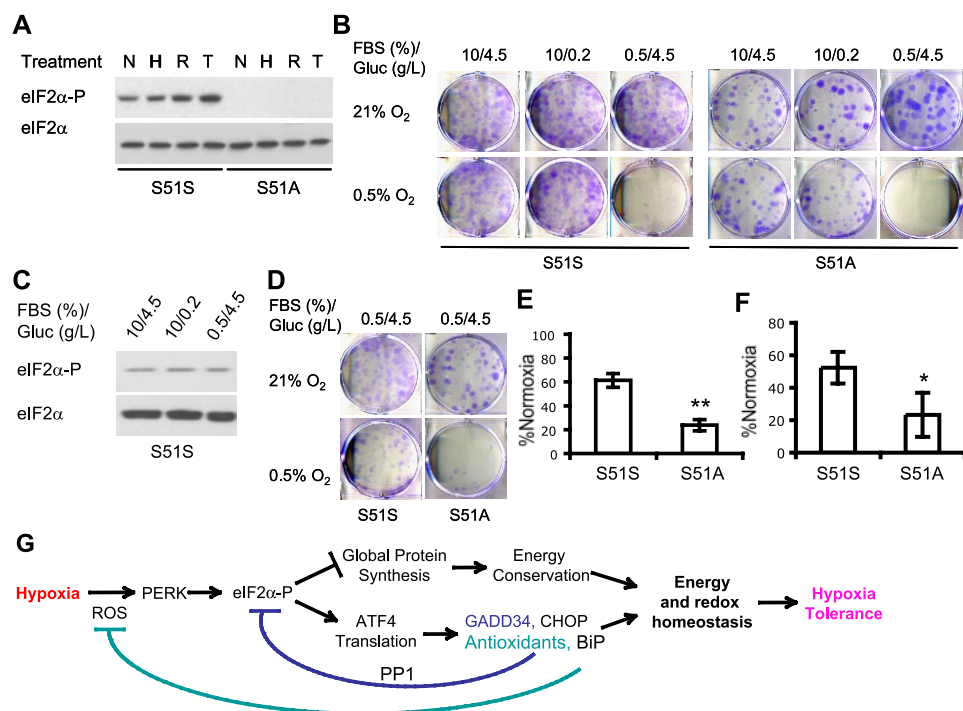 A
Treatment N H R T N H R T
eIF2α-P
eIF2α
S51S S51A
B
FBS (%)/
Gluc (g/L)
10/4.5 10/0.2 0.5/4.5 10/4.5 10/0.2 0.5/4.5
21% O₂
0.5% O₂
S51S S51A
C
FBS (%)/
Gluc (g/L)
10/4.5 10/0.2 0.5/4.5
eIF2α-P
eIF2α
S51S
D
FBS (%)/
Gluc (g/L)
0.5/4.5 0.5/4.5
21% O₂
0.5% O₂
S51S S51A
E
%Normoxia
100
80
60
40
20
0
**
S51S S51A
F
%Normoxia
80
60
40
20
0
*
S51S S51A
G
Hypoxia
ROS
PERK
eIF2α-P
Global Protein
Synthesis
Energy
Conservation
ATF4
Translation
GADD34, CHOP
Antioxidants, BiP
PP1
Energy
and redox
homeostasis
Hypoxia
Tolerance